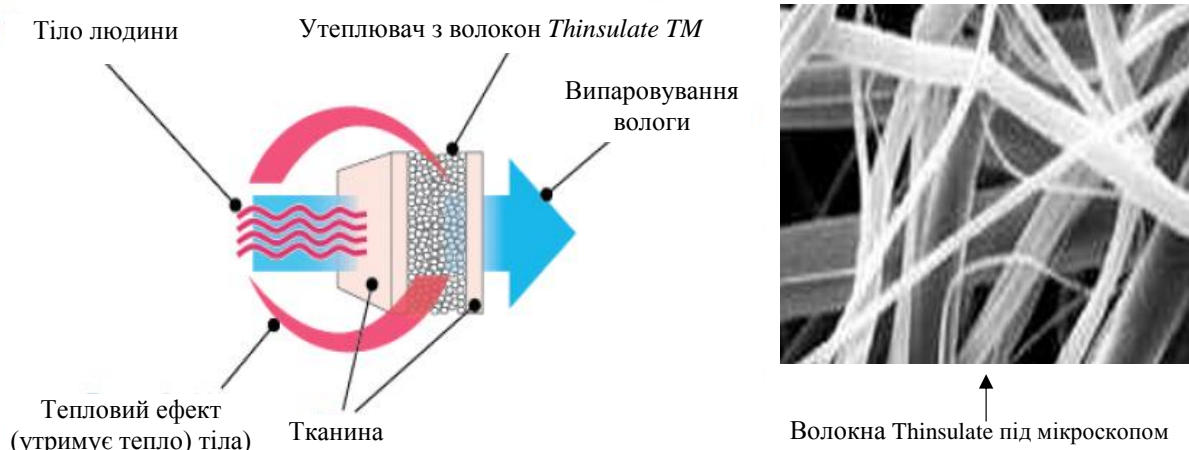 Тіло людини
Утеплювач з волокон Thinsulate TM
Випаровування
вологи
Тепловий ефект
(утримує тепло) тіла)
Тканина
Волокна Thinsulate під мікроскопом